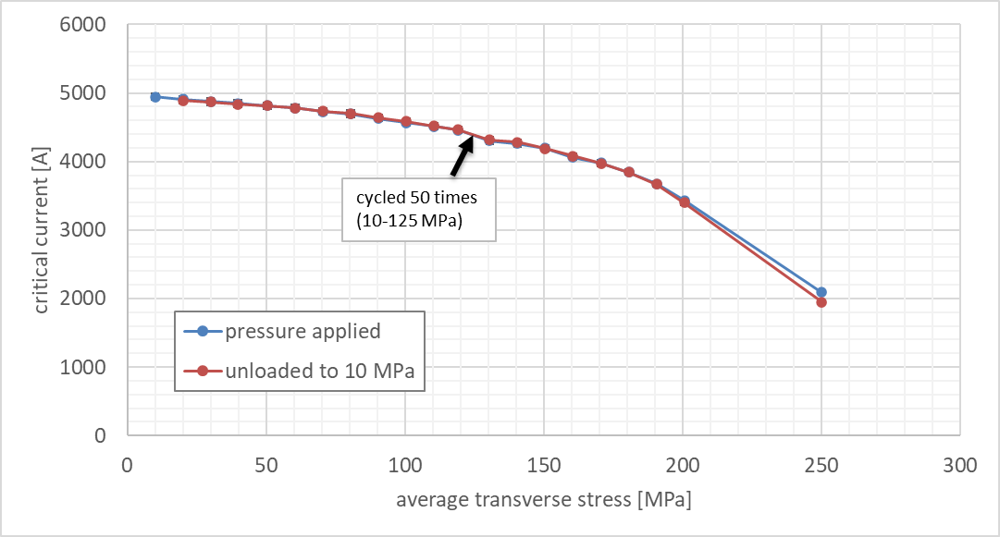 6000
5000
4000
3000
2000
1000
0
critical current [A]
cycled 50 times
(10-125 MPa)
pressure applied
unloaded to 10 MPa
0 50 100 150 200 250 300
average transverse stress [MPa]